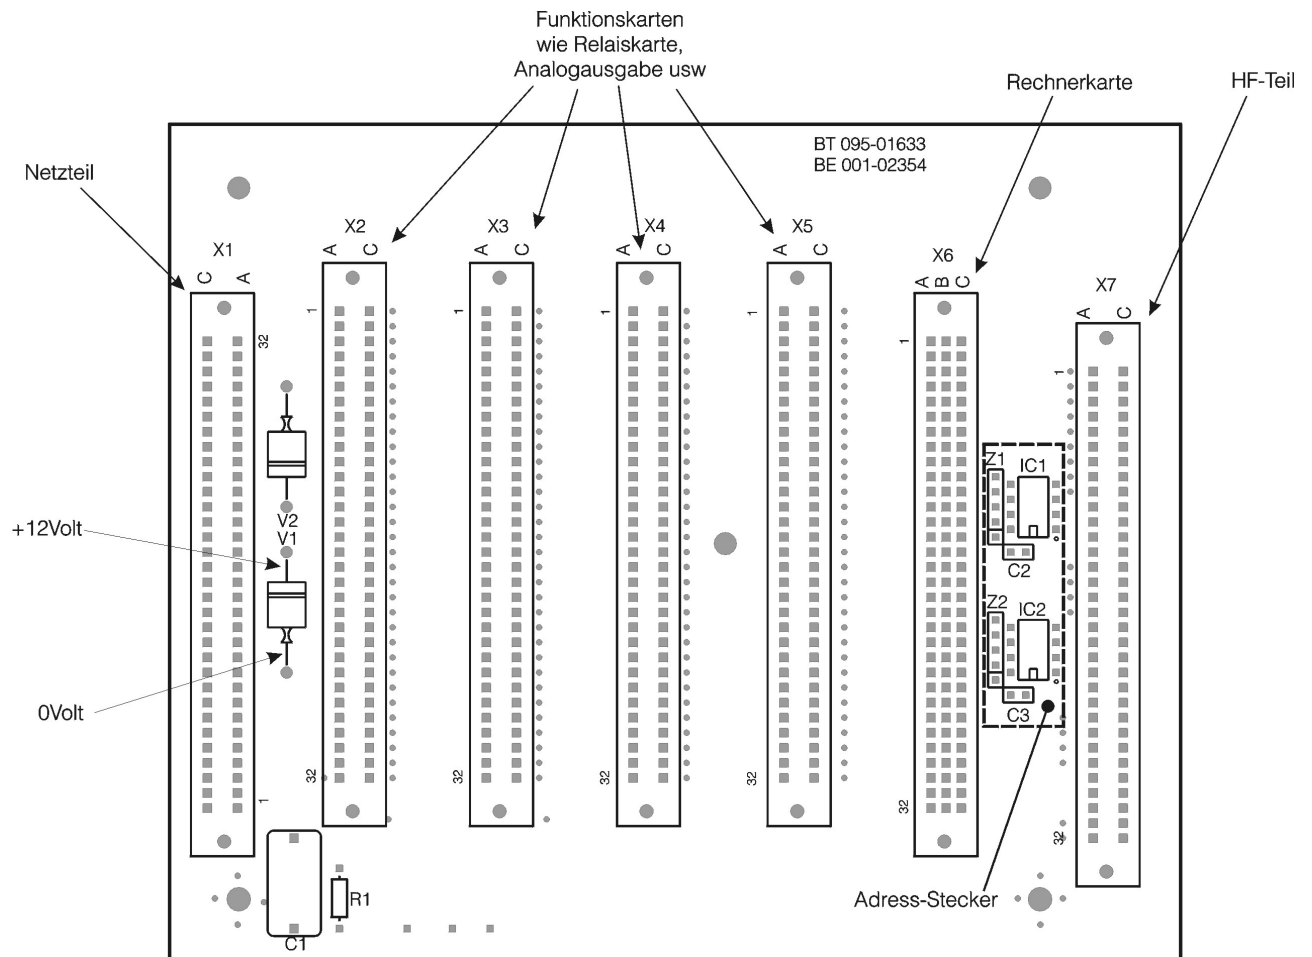 Funktionskarten
wie Relaiskarte,
Analogausgabe usw
Rechnerkarte
HF-Teil
BT 095-01633
BE 001-02354
Netzteil
X1
C A
X2
A C
X3
A C
X4
A C
X5
A C
X6
A B C
X7
A C
32
1
1
1
1
1
1
Z1 IC1
V2
V1
+12Volt
C2
Z2 IC2
0Volt
C3
1
32
32
32
32
32
32
Adress-Stecker
R1
C1